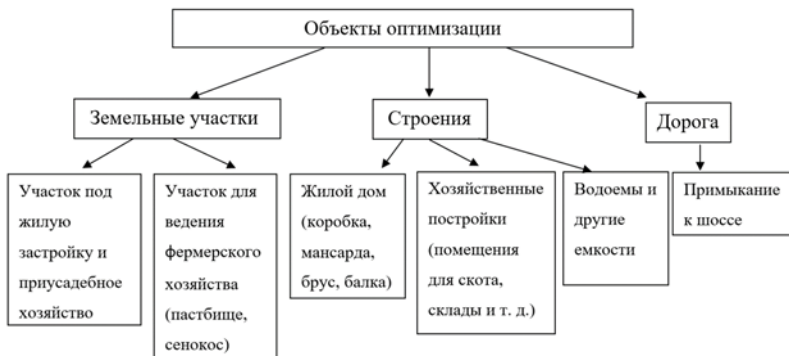 Объекты оптимизации
Земельные участки
Строения
Дорога
Участок под
жилую
застройку и
приусадебное
хозяйство
Участок для
ведения
фермерского
хозяйства
(пастбище,
сенокос)
Жилой дом
(коробка,
мансарда,
брус, балка)
Хозяйственные
постройки
(помещения
для скота,
склады и т. д.)
Водоемы и
другие
емкости
Примыкание
к шоссе